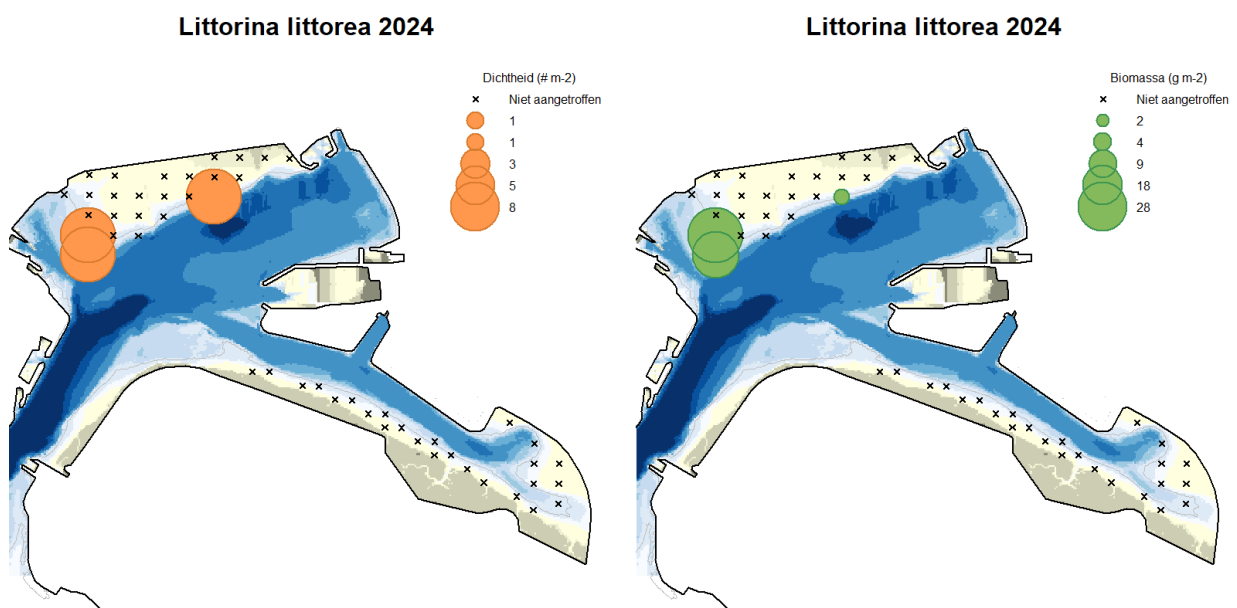 Littorina littorea 2024
Dichtheid (# m-2)
Niet aangetroffen
1
1
3
5
8
Littorina littorea 2024
Biomassa (g m-2)
Niet aangetroffen
2
4
9
18
28